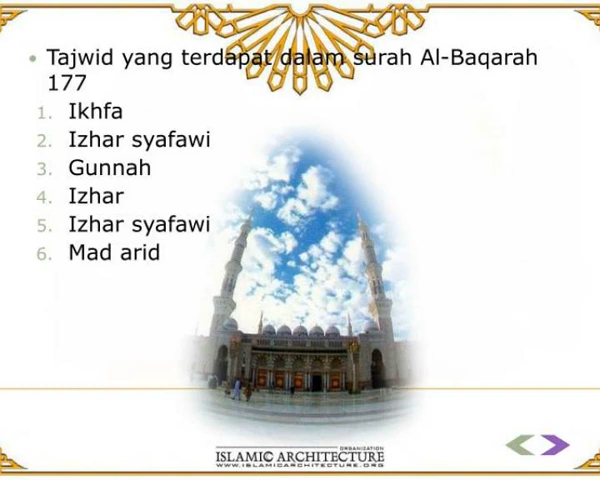 • Tajwid yang terdapat dalam surah Al-Baqarah
177
1. Ikhfa
2. Izhar syafawi
3. Gunnah
4. Izhar
5. Izhar syafawi
6. Mad arid
ORGANIZATION
ISLAMIC ARCHITECTURE
WWW.ISLAMICARCHITECTURE.ORG